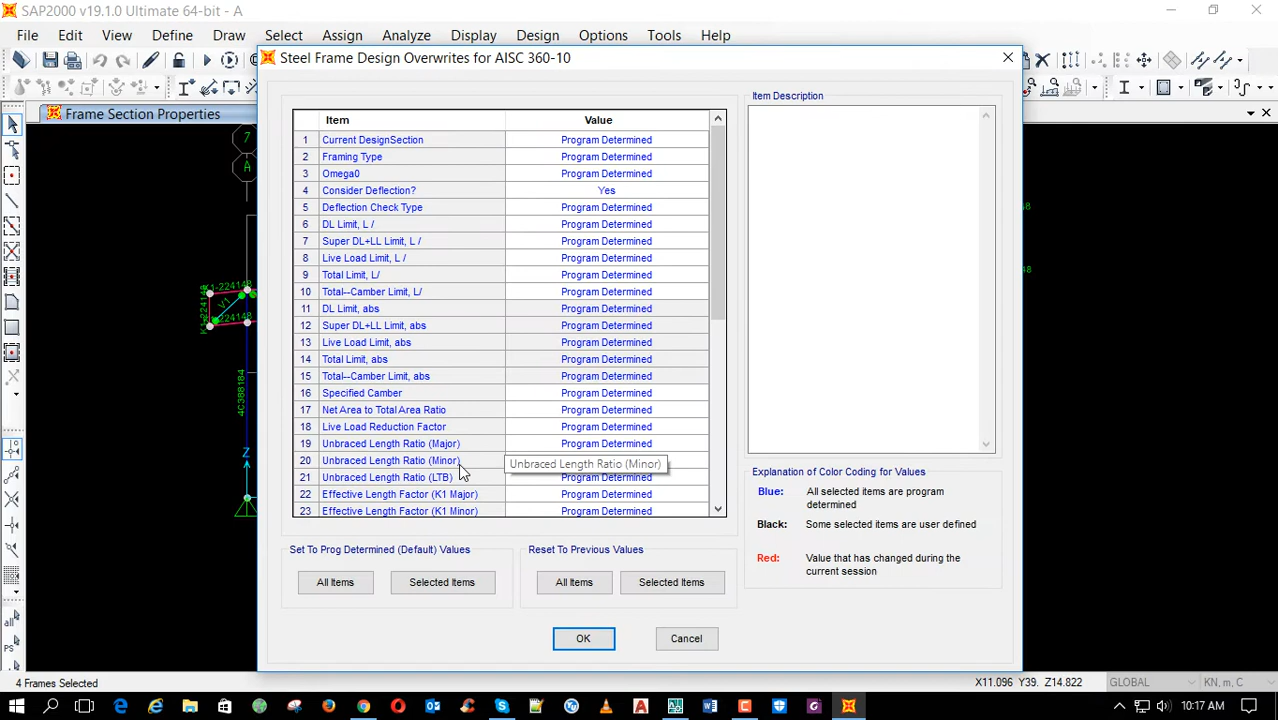 SAP2000 v19.1.0 Ultimate 64-bit - A
File Edit View Define Draw Select Assign Analyze Display Design Options Tools Help
Steel Frame Design Overwrites for AISC 360-10
Frame Section Properties
Item Value
1 Current DesignSection Program Determined
2 Framing Type Program Determined
3 Omega0 Program Determined
4 Consider Deflection? Yes
5 Deflection Check Type Program Determined
6 DL Limit, L / Program Determined
7 Super DL+LL Limit, L / Program Determined
8 Live Load Limit, L / Program Determined
9 Total Limit, L/ Program Determined
10 Total--Camber Limit, L/ Program Determined
11 DL Limit, abs Program Determined
12 Super DL+LL Limit, abs Program Determined
13 Live Load Limit, abs Program Determined
14 Total Limit, abs Program Determined
15 Total--Camber Limit, abs Program Determined
16 Specified Camber Program Determined
17 Net Area to Total Area Ratio Program Determined
18 Live Load Reduction Factor Program Determined
19 Unbraced Length Ratio (Major) Program Determined
20 Unbraced Length Ratio (Minor)
Unbraced Length Ratio (Minor)
21 Unbraced Length Ratio (LTB) Program Determined
22 Effective Length Factor (K1 Major) Program Determined
23 Effective Length Factor (K1 Minor) Program Determined
Item Description
Explanation of Color Coding for Values
Blue: All selected items are program
determined
Black: Some selected items are user defined
Red: Value that has changed during the
current session
Set To Prog Determined (Default) Values
All Items Selected Items
Reset To Previous Values
All Items Selected Items
OK Cancel
7
A
V1
Z
4C388184
all
PS
4 Frames Selected
X11.096 Y39. Z14.822
GLOBAL
KN, m, C
10:17 AM